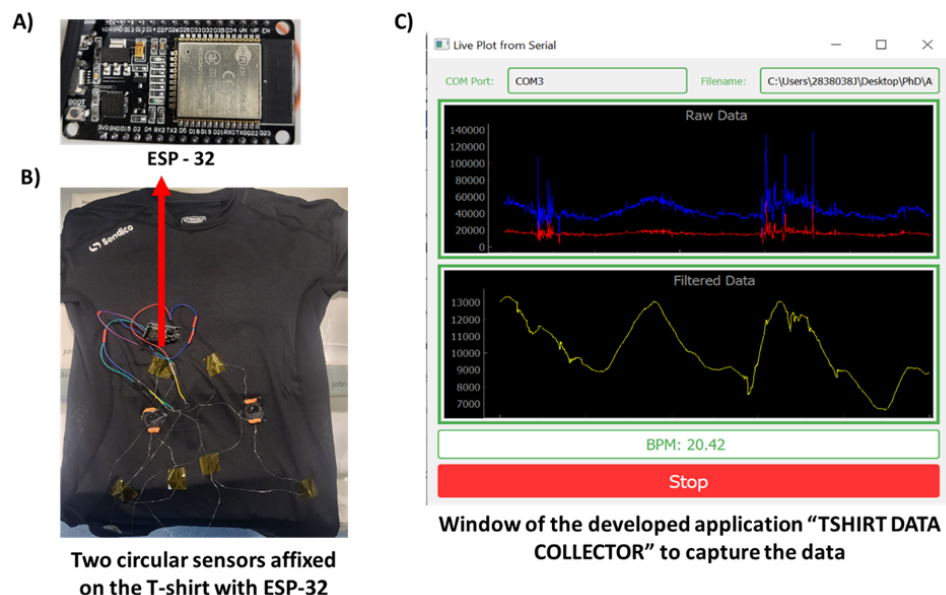 A)
ESP - 32
B)
Sondico
Two circular sensors affixed
on the T-shirt with ESP-32
C)
Live Plot from Serial
COM Port:
COM3
Filename:
C:\Users\2838038J\Desktop\PhD\A
Raw Data
140000
120000
100000
80000
60000
40000
20000
0
Filtered Data
13000
12000
11000
10000
9000
8000
7000
BPM: 20.42
Stop
Window of the developed application “TSHIRT DATA
COLLECTOR” to capture the data